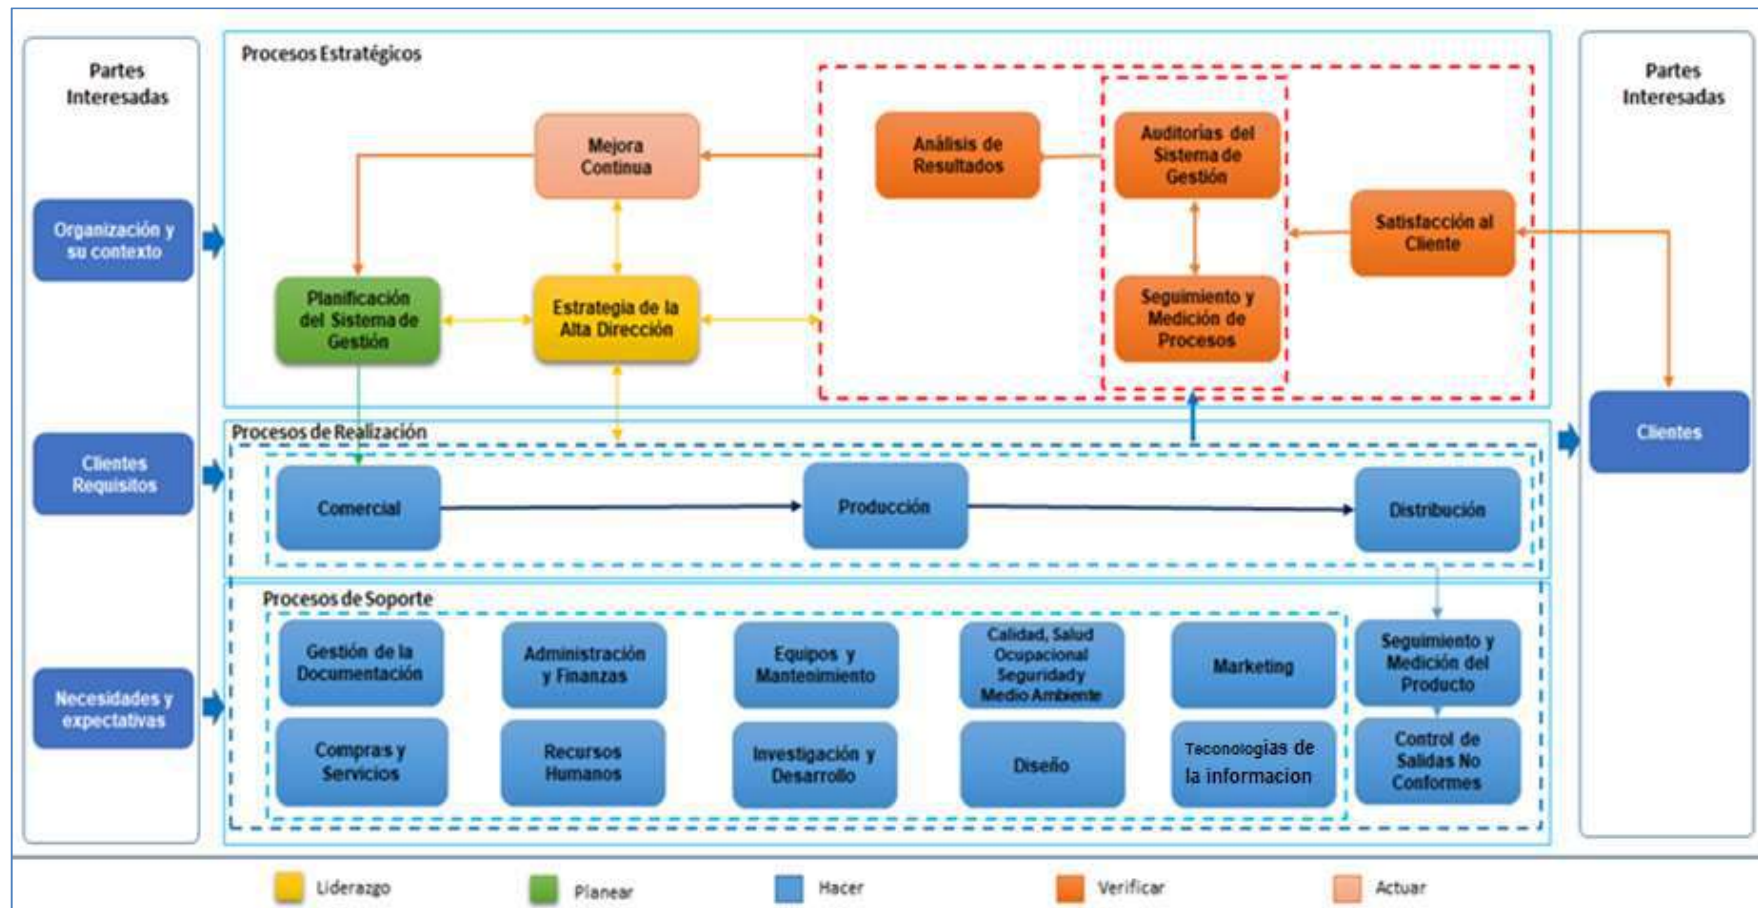 Partes
Interesadas
Organización y
su contexto
Clientes
Requisitos
Necesidades y
expectativas
Procesos Estratégicos
Mejora
Continua
Análisis de
Resultados
Auditorías del
Sistema de
Gestión
Satisfacción al
Cliente
Planificación
del Sistema de
Gestión
Estrategia de la
Alta Dirección
Seguimiento y
Medición de
Procesos
Procesos de Realización
Comercial
Producción
Distribución
Procesos de Soporte
Gestión de la
Documentación
Administración
y Finanzas
Equipos y
Mantenimiento
Calidad, Salud
Ocupacional
Seguridad y
Medio Ambiente
Marketing
Seguimiento y
Medición del
Producto
Compras y
Servicios
Recursos
Humanos
Investigación y
Desarrollo
Diseño
Teconologías de
la informacion
Control de
Salidas No
Conformes
Partes
Interesadas
Clientes
Liderazgo
Planear
Hacer
Verificar
Actuar